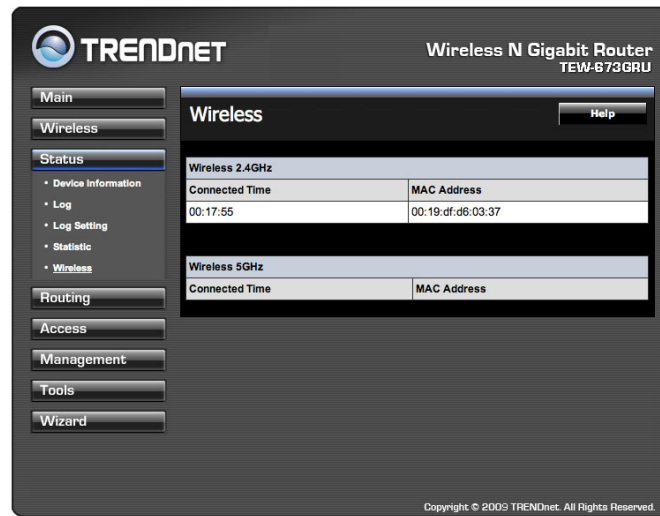 TRENDNET
Wireless N Gigabit Router
TEW-673GRU
Main
Wireless
Status
• Device Information
• Log
• Log Setting
• Statistic
• Wireless
Routing
Access
Management
Tools
Wizard
Wireless
Help
Wireless 2.4GHz
Connected Time MAC Address
00:17:55 00:19:df:d6:03:37
Wireless 5GHz
Connected Time MAC Address
Copyright © 2009 TRENDnet. All Rights Reserved.